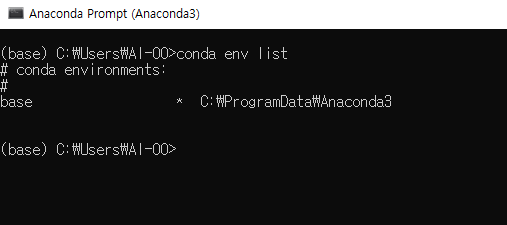 Anaconda Prompt (Anaconda3)
(base) C:₩Users₩AI-00>conda env list
# conda environments:
#
base                  *  C:₩ProgramData₩Anaconda3
(base) C:₩Users₩AI-00>